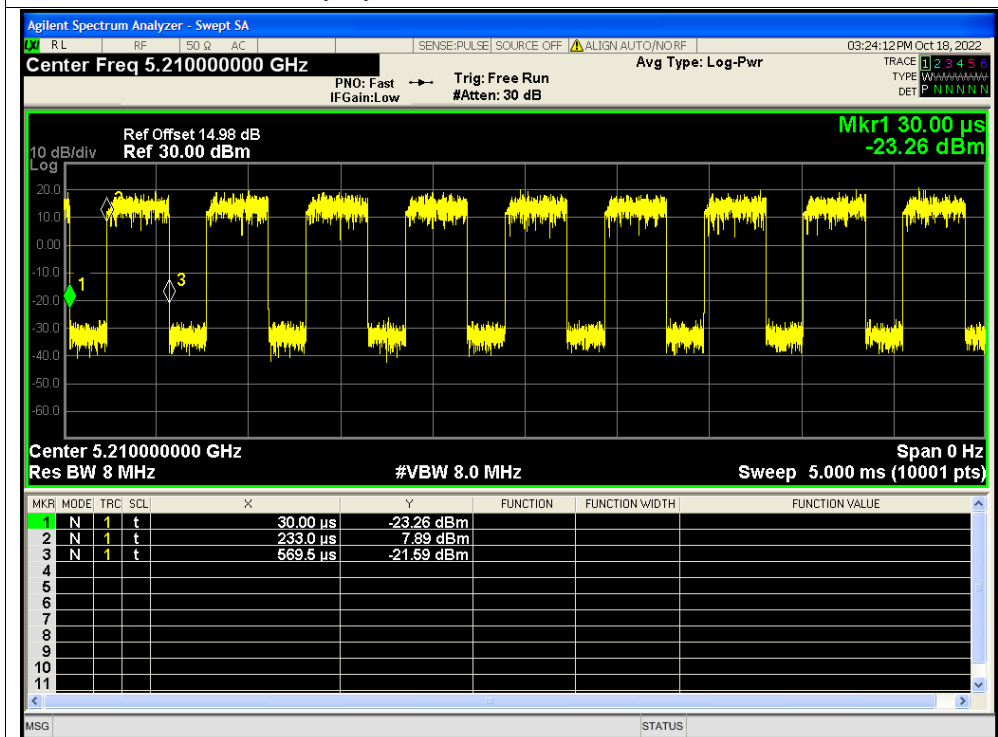 Agilent Spectrum Analyzer - Swept SA
LXI RL RF 50 Ω AC SENSE:PULSE SOURCE OFF ALIGN AUTO/NO RF 03:24:12 PM Oct 18, 2022
Center Freq 5.210000000 GHz Avg Type: Log-Pwr TRACE 1 2 3 4 5 6
PNO: Fast Trig: Free Run TYPE WWWWWW
IFGain:Low #Atten: 30 dB DET P N N N N N
Mkr1 30.00 µs
-23.26 dBm
Ref Offset 14.98 dB
10 dB/div Ref 30.00 dBm
Log
20.0
10.0
0.00
-10.0
-20.0
-30.0
-40.0
-50.0
-60.0
1
2
3
Center 5.210000000 GHz Span 0 Hz
Res BW 8 MHz #VBW 8.0 MHz Sweep 5.000 ms (10001 pts)
MKR MODE TRC SCL X Y FUNCTION FUNCTION WIDTH FUNCTION VALUE
1 N 1 t 30.00 µs -23.26 dBm
2 N 1 t 233.0 µs 7.89 dBm
3 N 1 t 569.5 µs -21.59 dBm
4
5
6
7
8
9
10
11
MSG STATUS